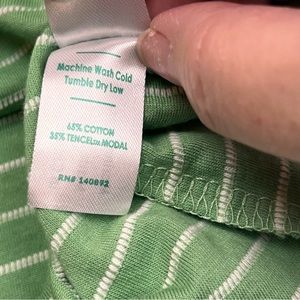 Machine Wash Cold
Tumble Dry Low
65% COTTON
35% TENCEL™ MODAL
RN# 140892